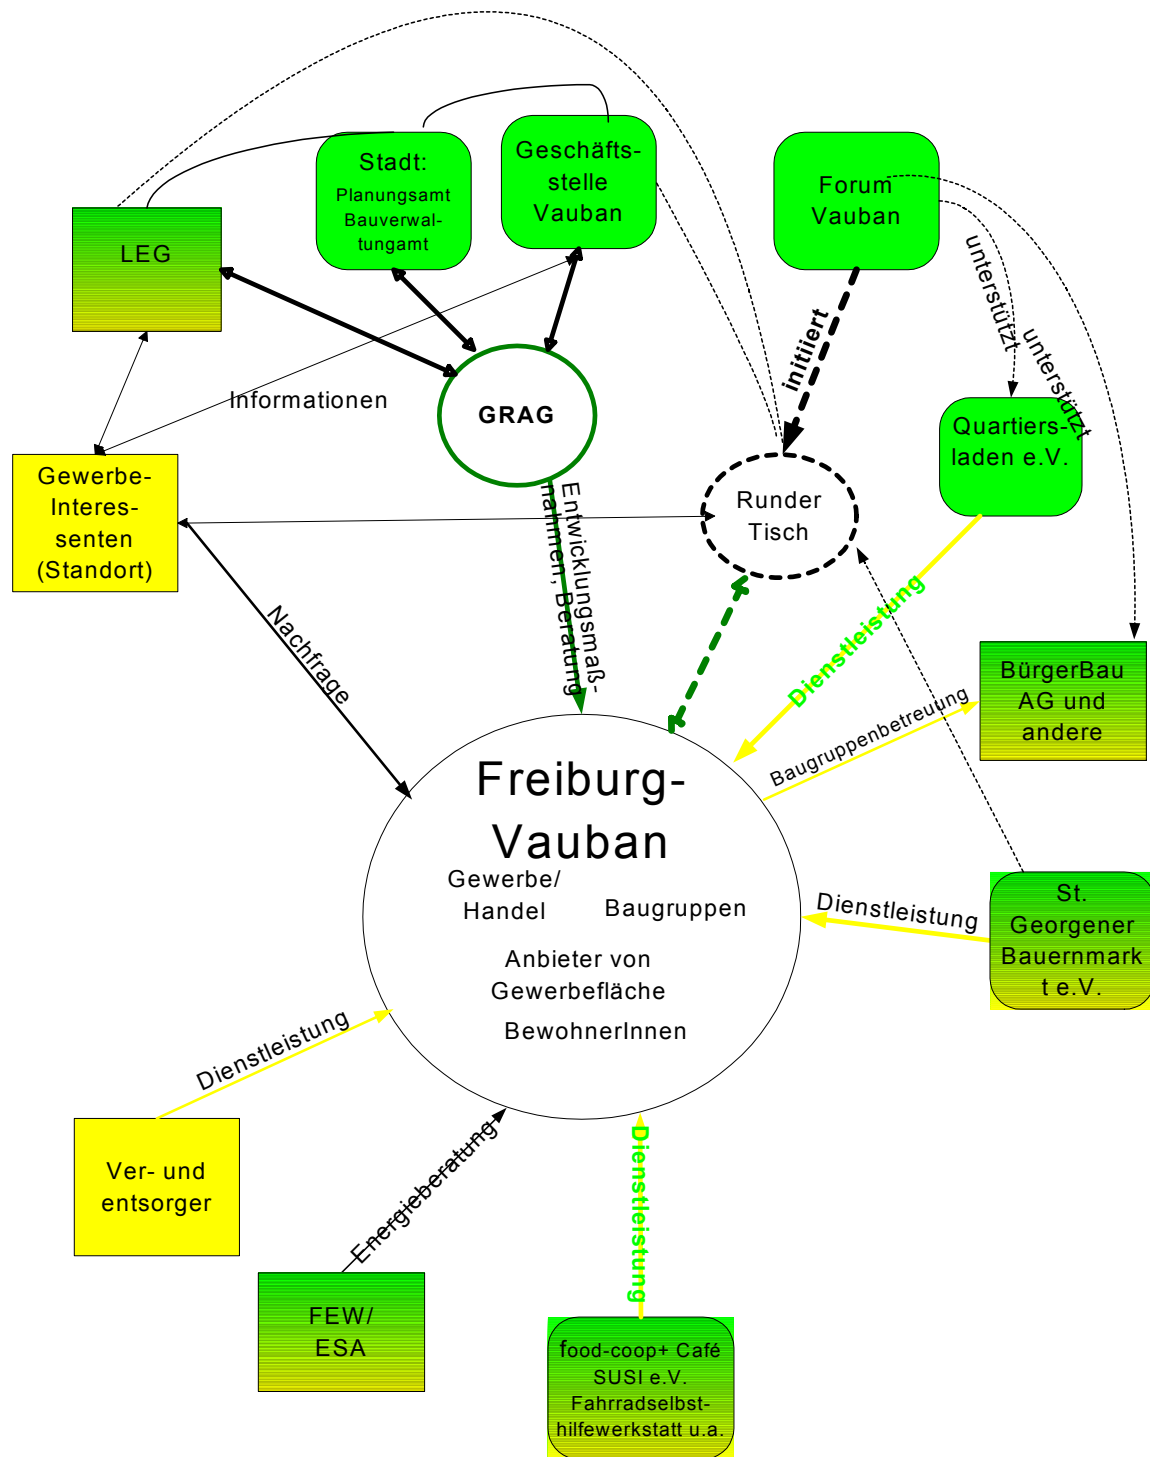 Stadt:
Planungsamt
Bauverwal-
tungamt
Geschäfts-
stelle
Vauban
Forum
Vauban
LEG
unterstützt
unterstützt
initiiert
Informationen
GRAG
Quartiers-
laden e.V.
Gewerbe-
Interes-
senten
(Standort)
Runder
Tisch
Entwicklungsmaß-
nahmen, Beratung
Nachfrage
Dienstleistung
BürgerBau
AG und
andere
Baugruppenbetreuung
Freiburg-
Vauban
Gewerbe/
Handel
Baugruppen
Anbieter von
Gewerbefläche
BewohnerInnen
Dienstleistung
St.
Georgener
Bauernmark
t e.V.
Dienstleistung
Ver- und
entsorger
Energieberatung
Dienstleistung
FEW/
ESA
food-coop+ Café
SUSI e.V.
Fahrradselbst-
hilfewerkstatt u.a.